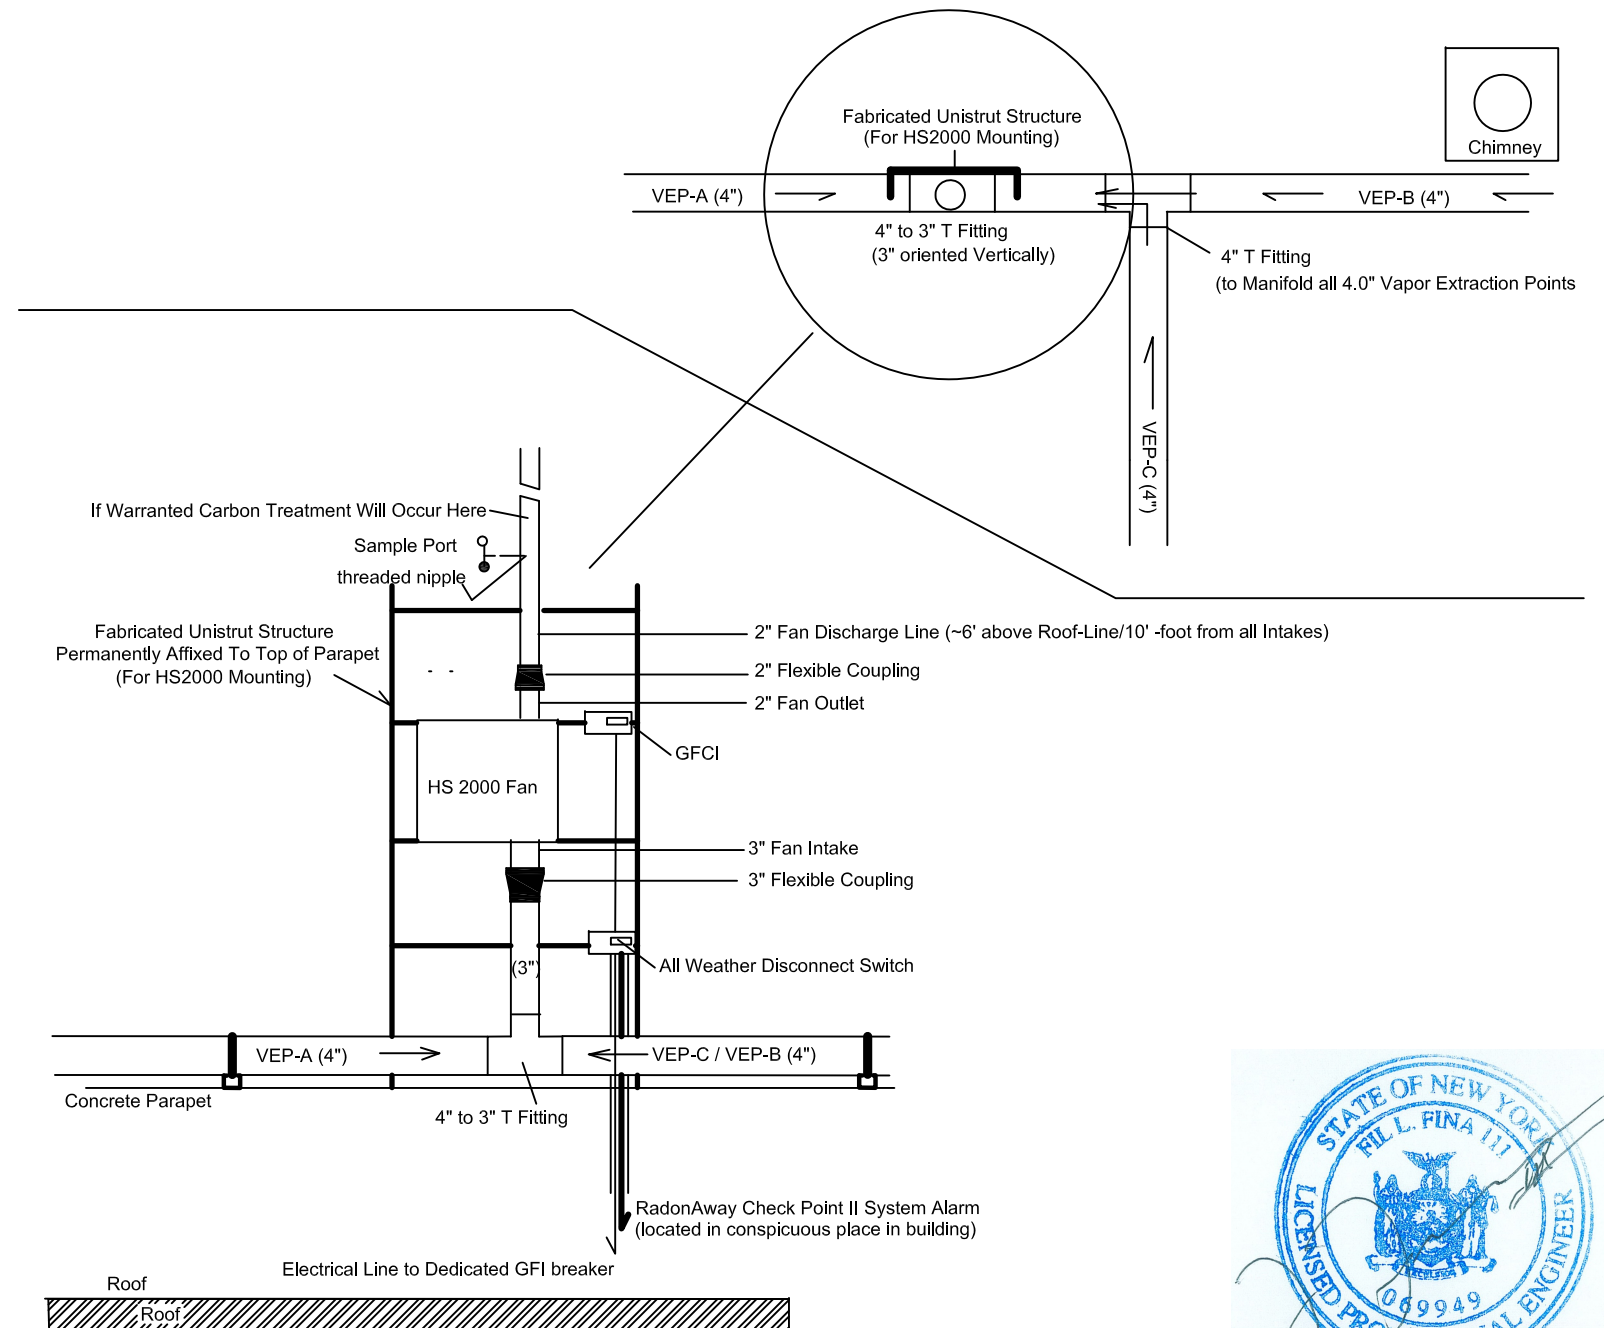 Fabricated Unistrut Structure
(For HS2000 Mounting)
Chimney
VEP-A (4")
VEP-B (4")
4" to 3" T Fitting
(3" oriented Vertically)
4" T Fitting
(to Manifold all 4.0" Vapor Extraction Points
VEP-C (4")
If Warranted Carbon Treatment Will Occur Here
Sample Port
threaded nipple
Fabricated Unistrut Structure
Permanently Affixed To Top of Parapet
(For HS2000 Mounting)
2" Fan Discharge Line (~6' above Roof-Line/10' -foot from all Intakes)
2" Flexible Coupling
2" Fan Outlet
GFCI
HS 2000 Fan
3" Fan Intake
3" Flexible Coupling
(3")
All Weather Disconnect Switch
VEP-A (4")
VEP-C / VEP-B (4")
Concrete Parapet
4" to 3" T Fitting
RadonAway Check Point II System Alarm
(located in conspicuous place in building)
Electrical Line to Dedicated GFI breaker
Roof
Roof
STATE OF NEW YORK
FIL L. FINA III
EXCELSIOR
069949
LICENSED
ENGINEER